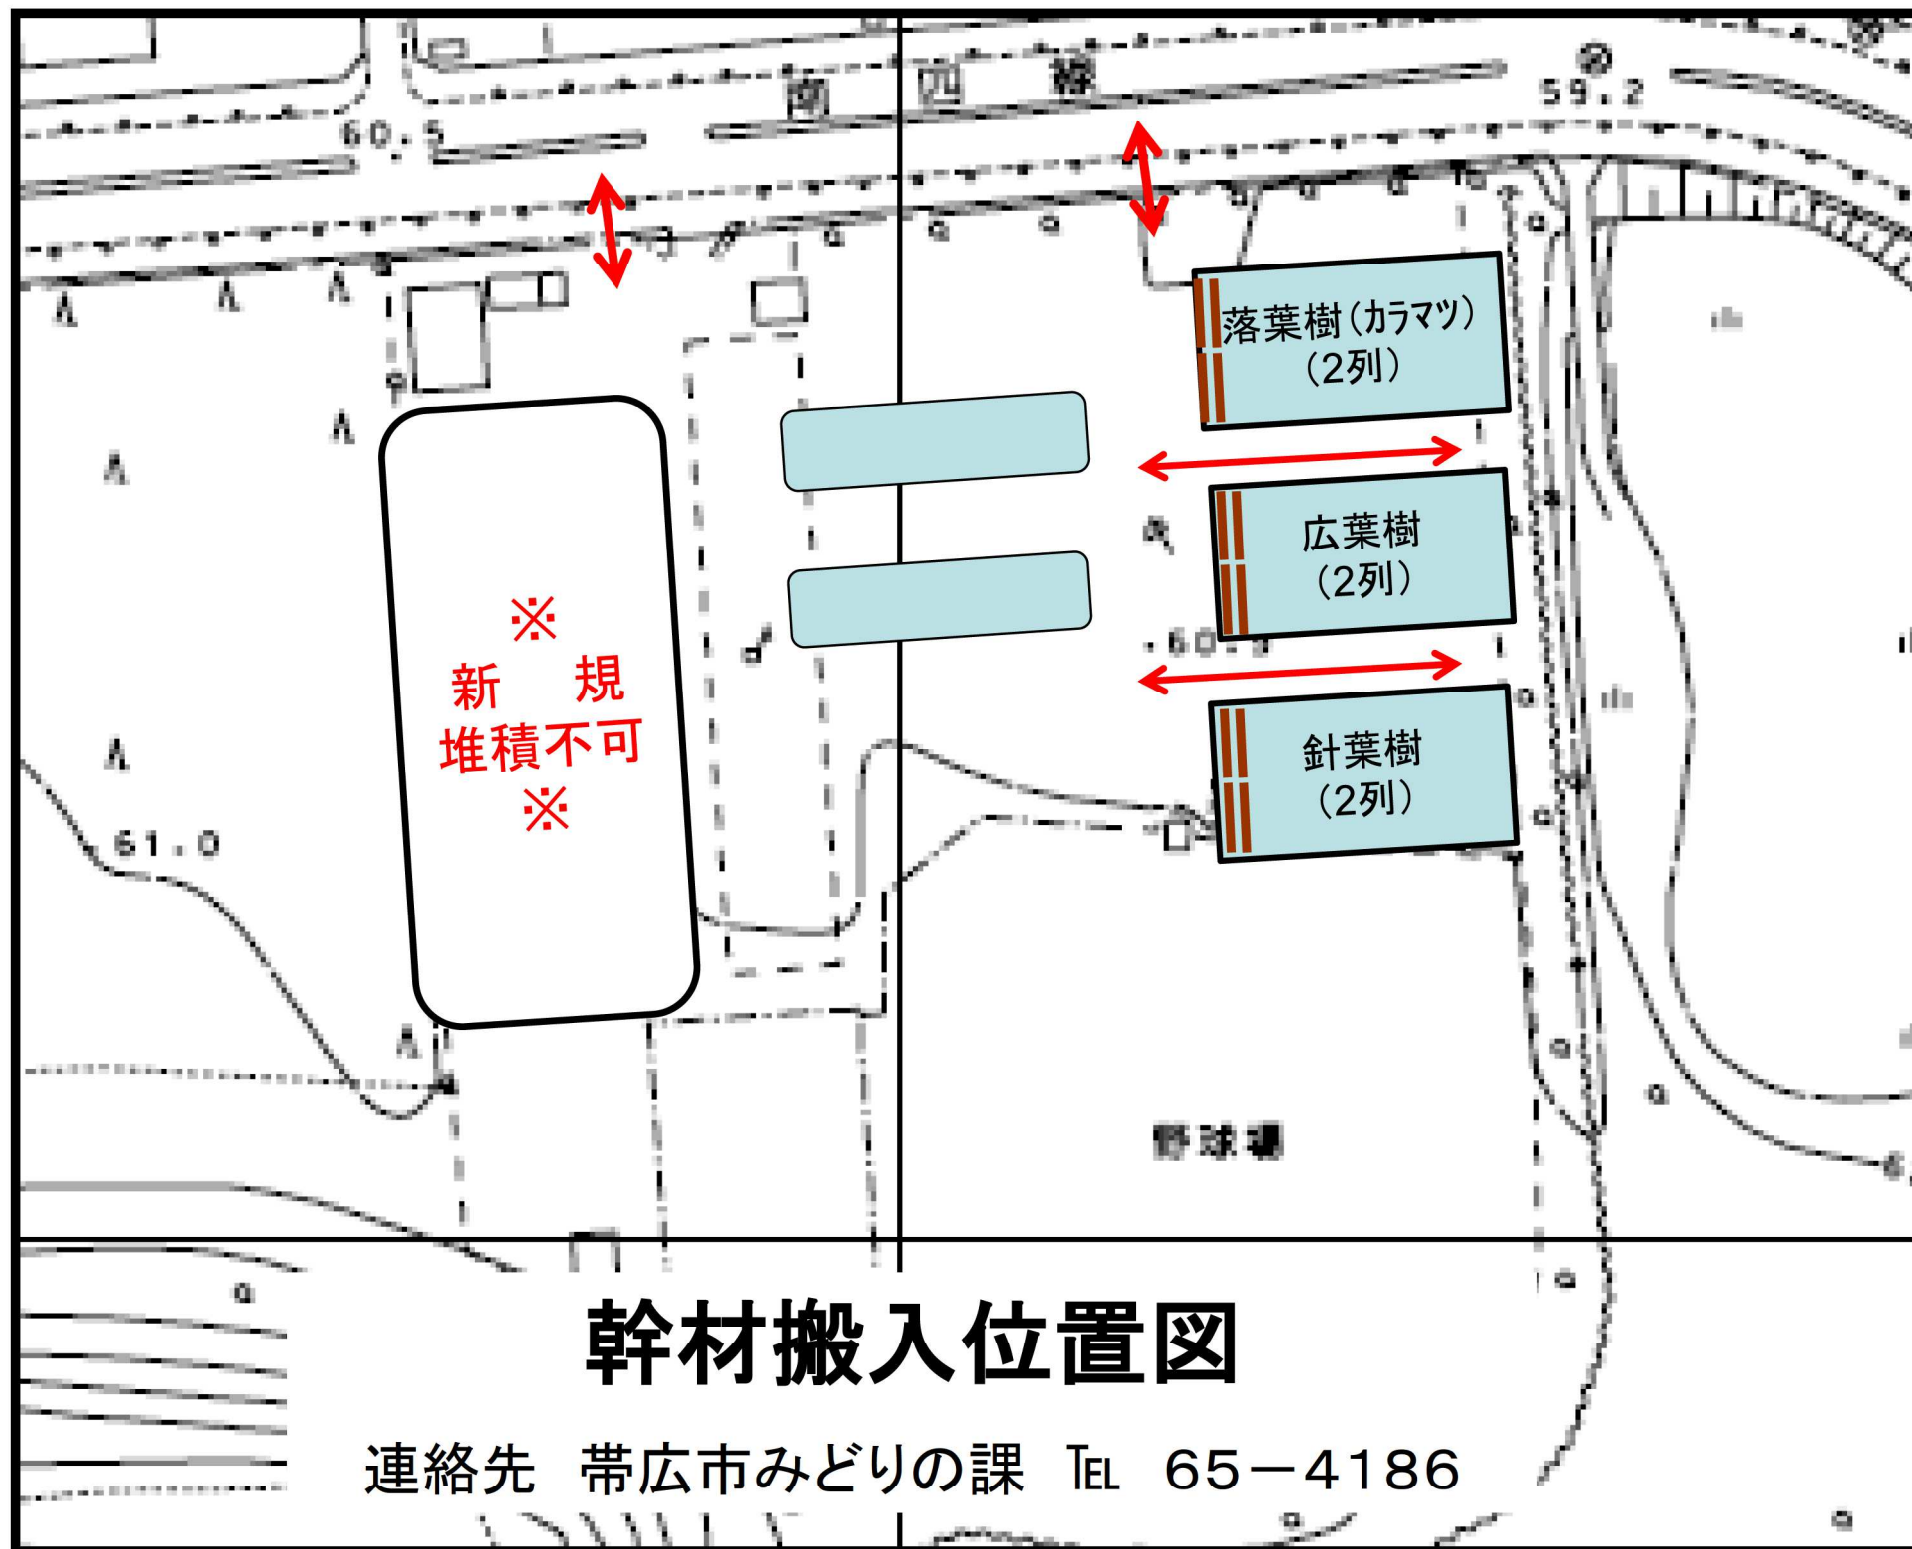 南四線
60.5
59.2
落葉樹（カラマツ）
（2列）
広葉樹
（2列）
※
新　規
堆積不可
※
針葉樹
（2列）
61.0
野球場
幹材搬入位置図
連絡先　帯広市みどりの課　℡　65－4186